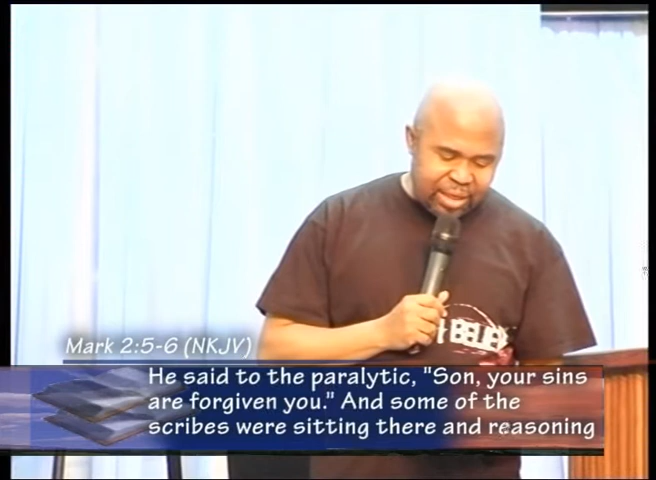 BELIEV
Mark 2:5-6 (NKJV)
He said to the paralytic, "Son, your sins
are forgiven you." And some of the
scribes were sitting there and reasoning